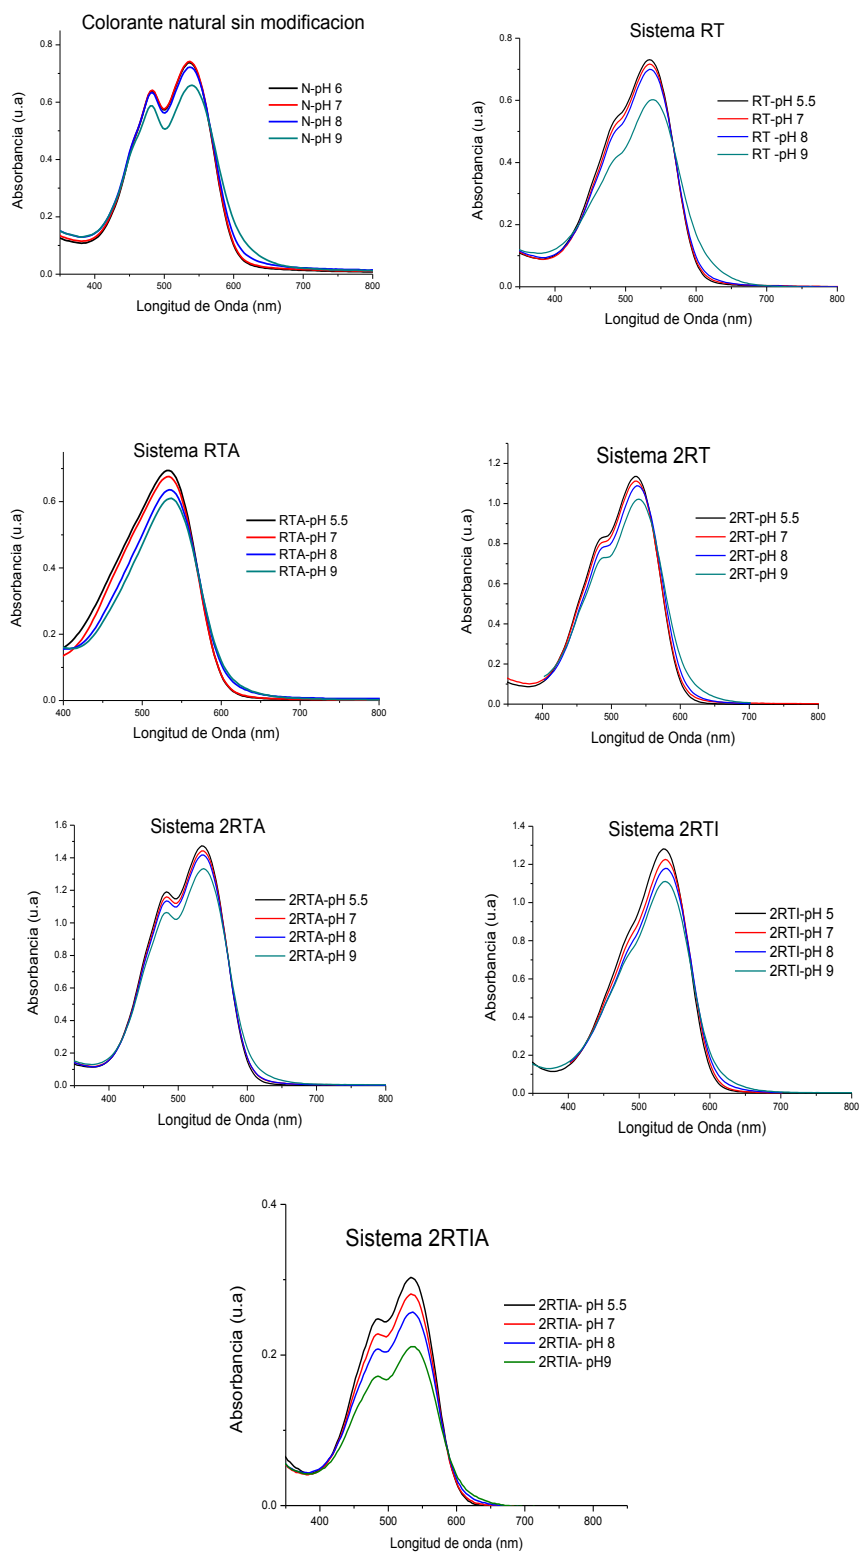 Colorante natural sin modificacion
Absorbancia (u.a)
0.8
0.6
0.4
0.2
0.0
400 500 600 700 800
Longitud de Onda (nm)
N-pH 6
N-pH 7
N-pH 8
N-pH 9
Sistema RT
Absorbancia (u.a)
0.8
0.6
0.4
0.2
0.0
400 500 600 700 800
Longitud de Onda (nm)
RT-pH 5.5
RT-pH 7
RT -pH 8
RT -pH 9
Sistema RTA
Absorbancia (u.a)
0.6
0.4
0.2
0.0
400 500 600 700 800
Longitud de Onda (nm)
RTA-pH 5.5
RTA-pH 7
RTA-pH 8
RTA-pH 9
Sistema 2RT
Absorbancia (u.a)
1.2
1.0
0.8
0.6
0.4
0.2
0.0
400 500 600 700 800
Longitud de Onda (nm)
2RT-pH 5.5
2RT-pH 7
2RT-pH 8
2RT-pH 9
Sistema 2RTA
Absorbancia (u.a)
1.6
1.4
1.2
1.0
0.8
0.6
0.4
0.2
0.0
400 500 600 700 800
Longitud de Onda (nm)
2RTA-pH 5.5
2RTA-pH 7
2RTA-pH 8
2RTA-pH 9
Sistema 2RTI
Absorbancia (u.a)
1.4
1.2
1.0
0.8
0.6
0.4
0.2
0.0
400 500 600 700 800
Longitud de Onda (nm)
2RTI-pH 5
2RTI-pH 7
2RTI-pH 8
2RTI-pH 9
Sistema 2RTIA
Absorbancia (u.a)
0.4
0.2
0.0
400 500 600 700 800
Longitud de onda (nm)
2RTIA- pH 5.5
2RTIA- pH 7
2RTIA- pH 8
2RTIA- pH9